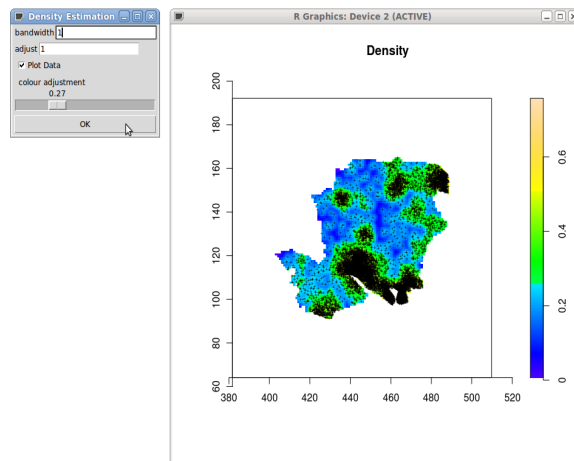 Density Estimation
bandwidth 1
adjust 1
Plot Data
colour adjustment
0.27
OK
R Graphics: Device 2 (ACTIVE)
Density
200
180
160
140
120
100
80
60
380 400 420 440 460 480 500 520
0.6
0.4
0.2
0